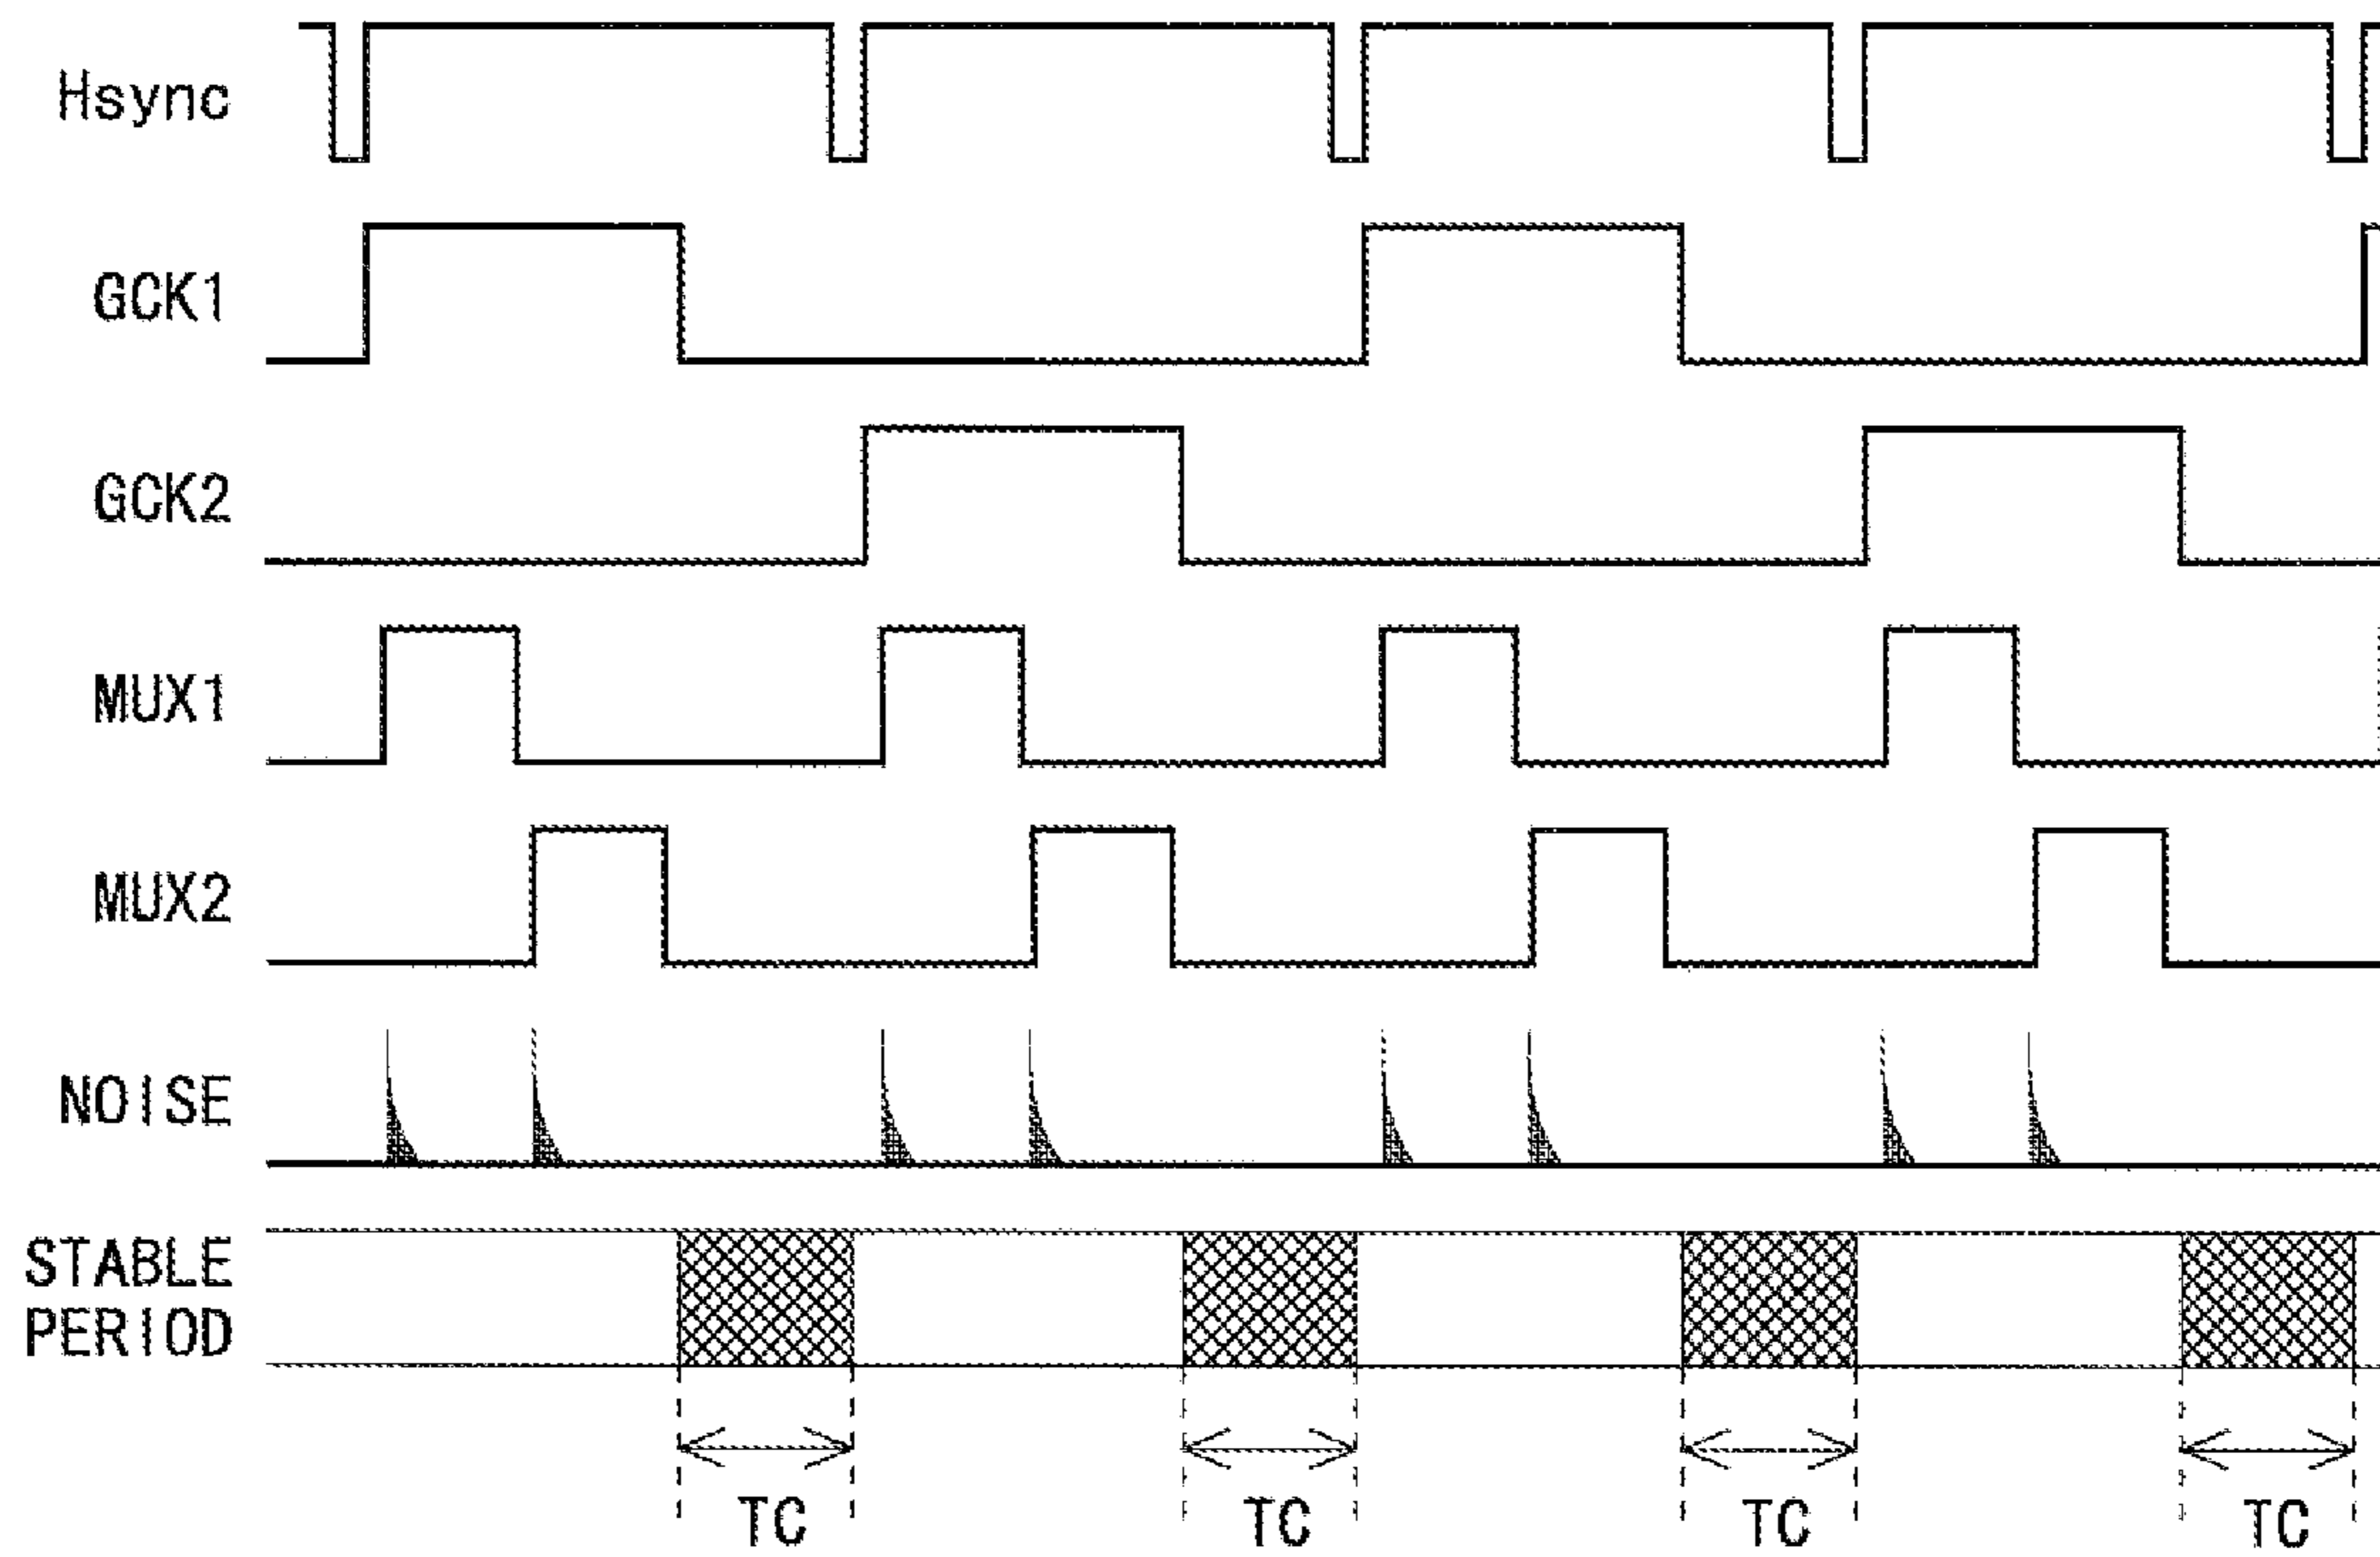 Hsync
GCK1
GCK2
MUX1
MUX2
NOISE
STABLE
PERIOD
TC TC TC TC